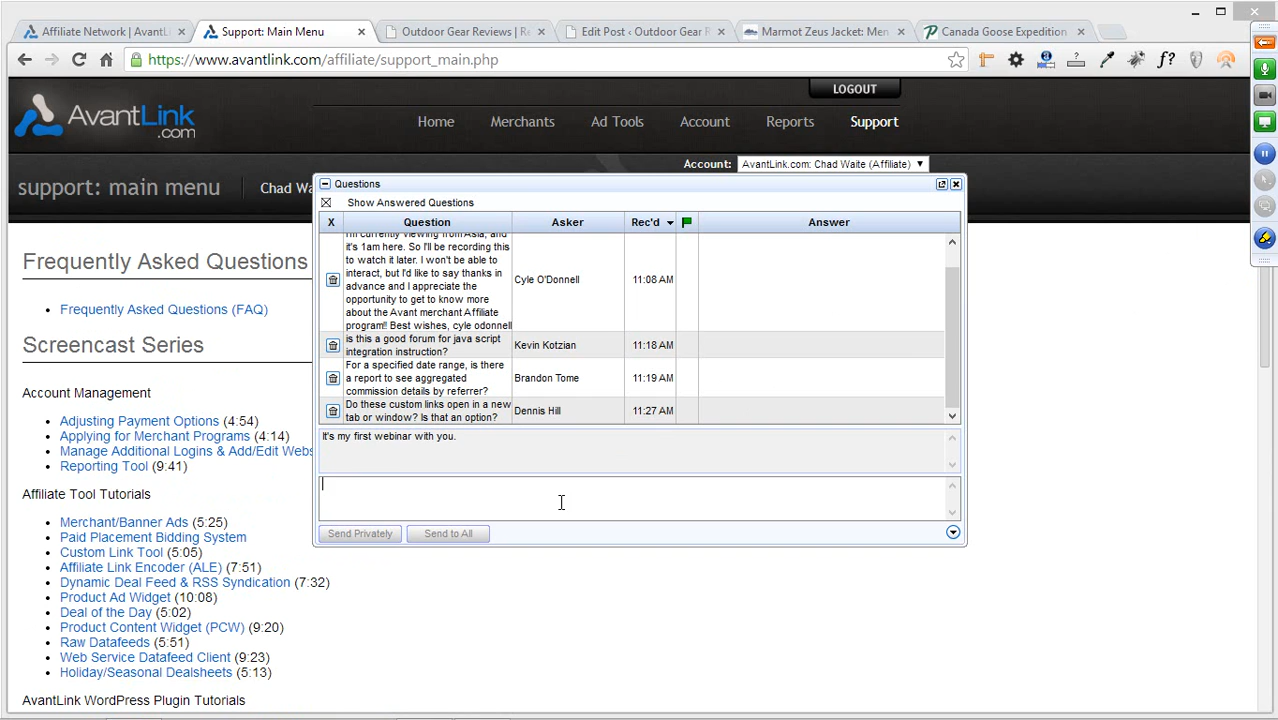 Affiliate Network | AvantL
Support: Main Menu
Outdoor Gear Reviews | Re
Edit Post ‹ Outdoor Gear R
Marmot Zeus Jacket: Men
Canada Goose Expedition
https://www.avantlink.com/affiliate/support_main.php
f?
LOGOUT
AvantLink.com
Home
Merchants
Ad Tools
Account
Reports
Support
Account:
AvantLink.com: Chad Waite (Affiliate)
support: main menu
Chad Wa
Questions
Show Answered Questions
X
Question
Asker
Rec'd
Answer
I'm currently viewing from Asia, and
it's 1am here. So I'll be recording this
to watch it later. I won't be able to
interact, but I'd like to say thanks in
advance and I appreciate the
opportunity to get to know more
about the Avant merchant Affiliate
program!! Best wishes, cyle odonnell
Cyle O'Donnell
11:08 AM
is this a good forum for java script
integration instruction?
Kevin Kotzian
11:18 AM
For a specified date range, is there
a report to see aggregated
commission details by referrer?
Brandon Tome
11:19 AM
Do these custom links open in a new
tab or window? Is that an option?
Dennis Hill
11:27 AM
It's my first webinar with you.
Send Privately
Send to All
Frequently Asked Questions
Frequently Asked Questions (FAQ)
Screencast Series
Account Management
Adjusting Payment Options (4:54)
Applying for Merchant Programs (4:14)
Manage Additional Logins & Add/Edit Webs
Reporting Tool (9:41)
Affiliate Tool Tutorials
Merchant/Banner Ads (5:25)
Paid Placement Bidding System
Custom Link Tool (5:05)
Affiliate Link Encoder (ALE) (7:51)
Dynamic Deal Feed & RSS Syndication (7:32)
Product Ad Widget (10:08)
Deal of the Day (5:02)
Product Content Widget (PCW) (9:20)
Raw Datafeeds (5:51)
Web Service Datafeed Client (9:23)
Holiday/Seasonal Dealsheets (5:13)
AvantLink WordPress Plugin Tutorials